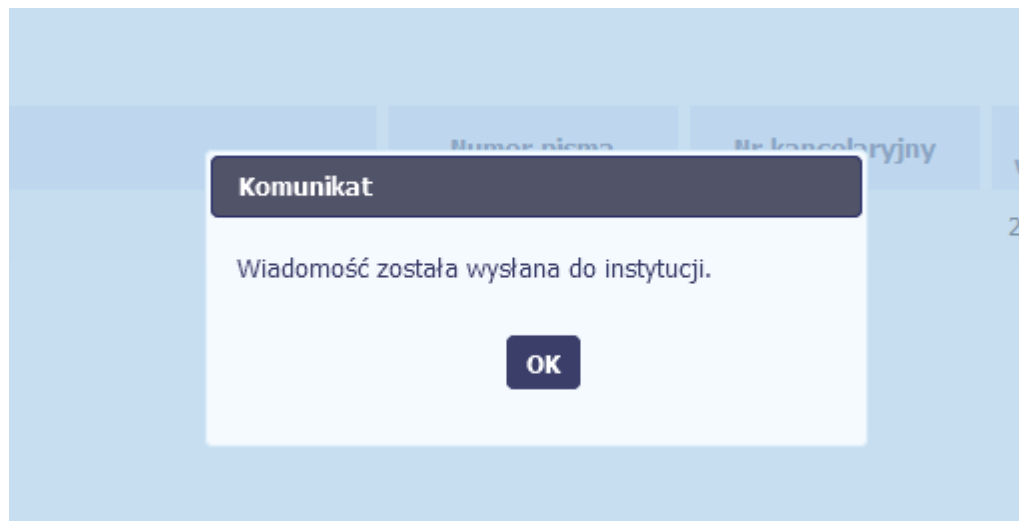 Numer pisma
Nr kancelaryjny
Komunikat
Wiadomość została wysłana do instytucji.
OK